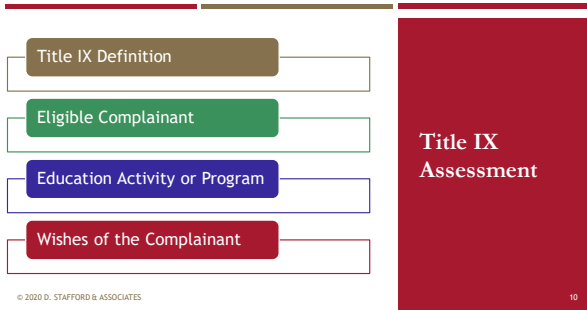 Title IX Definition
Eligible Complainant
Education Activity or Program
Wishes of the Complainant
Title IX
Assessment
© 2020 D. STAFFORD & ASSOCIATES
10